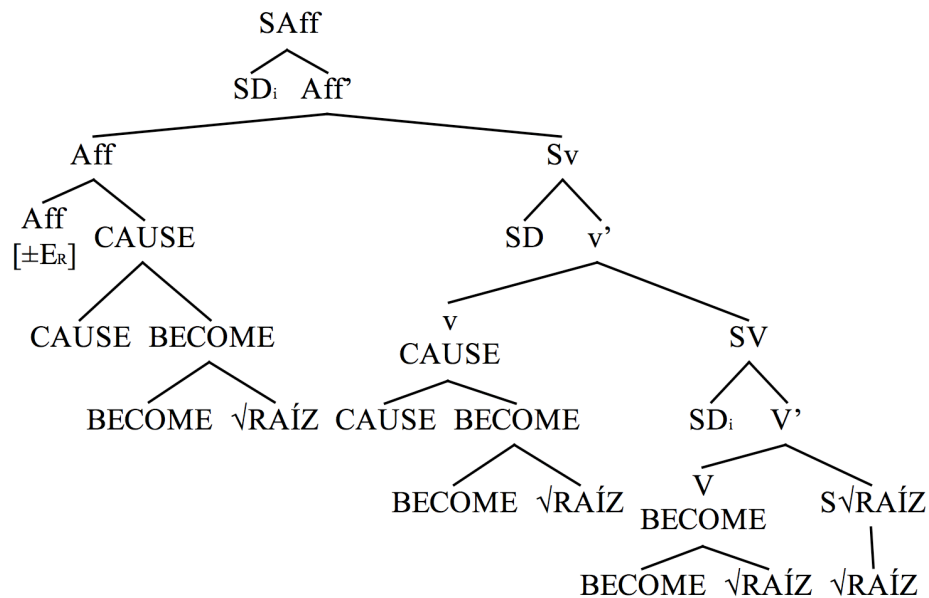 SAff
SDᵢ Aff’
Aff Sv
Aff CAUSE SD v’
[±Eʀ]
CAUSE BECOME v SV
CAUSE
BECOME √RAÍZ CAUSE BECOME SDᵢ V’
BECOME √RAÍZ V S√RAÍZ
BECOME
BECOME √RAÍZ √RAÍZ